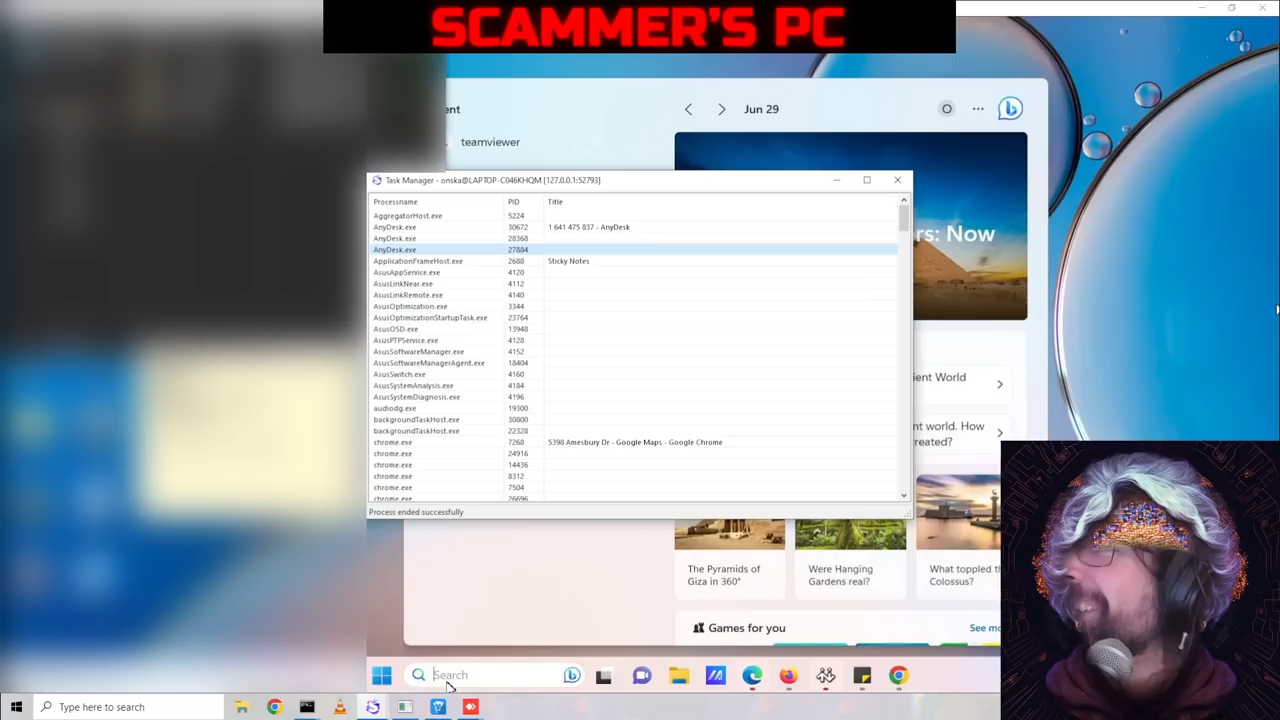 SCAMMER'S PC
ent
Jun 29
O
teamviewer
Task Manager - onska@LAPTOP-C046KHQM [127.0.0.1:52793]
Processname PID Title
AggregatorHost.exe 5224
AnyDesk.exe 30672 1 641 475 837 - AnyDesk
AnyDesk.exe 28368
AnyDesk.exe 27884
ApplicationFrameHost.exe 2688 Sticky Notes
AsusAppService.exe 4120
AsusLinkNear.exe 4112
AsusLinkRemote.exe 4140
AsusOptimization.exe 3344
AsusOptimizationStartupTask.exe 23764
AsusOSD.exe 13948
AsusPTPService.exe 4128
AsusSoftwareManager.exe 4152
AsusSoftwareManagerAgent.exe 18404
AsusSwitch.exe 4160
AsusSystemAnalysis.exe 4184
AsusSystemDiagnosis.exe 4196
audiodg.exe 19300
backgroundTaskHost.exe 30800
backgroundTaskHost.exe 22328
chrome.exe 7268 5398 Amesbury Dr - Google Maps - Google Chrome
chrome.exe 24916
chrome.exe 14436
chrome.exe 8312
chrome.exe 7504
chrome.exe 26696
Process ended successfully
rs: Now
ient World
ent world. How
reated?
The Pyramids of
Giza in 360°
Were Hanging
Gardens real?
What toppled
Colossus?
Games for you
See mo
Search
Type here to search